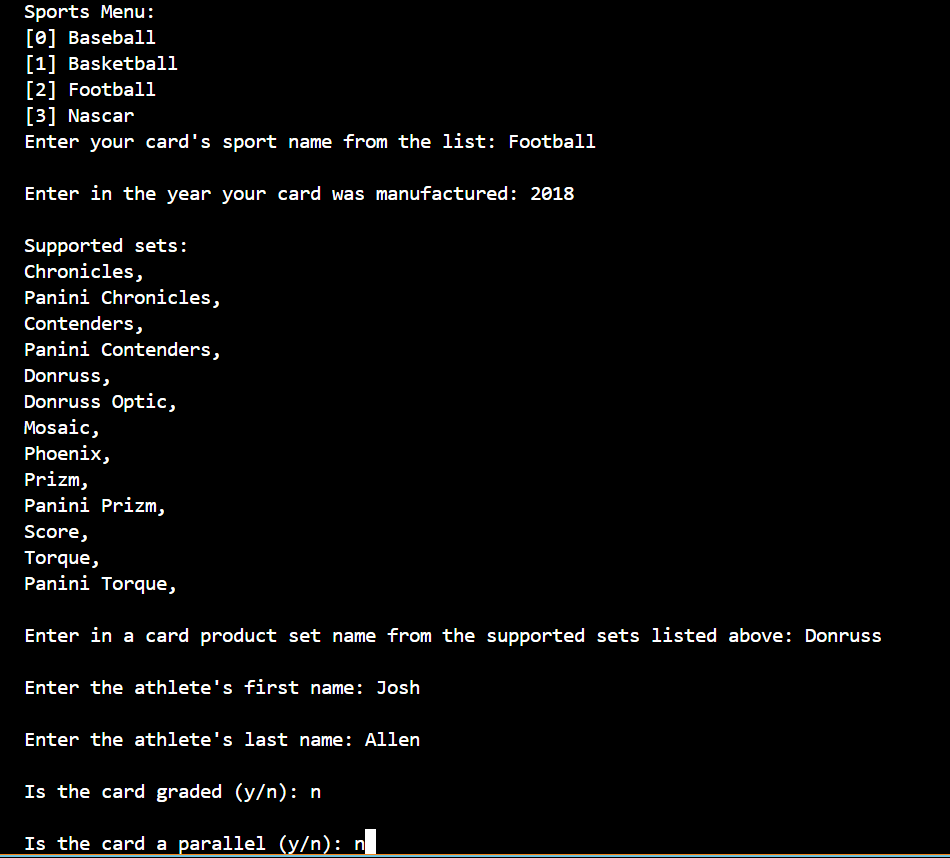 Sports Menu:
[0] Baseball
[1] Basketball
[2] Football
[3] Nascar
Enter your card's sport name from the list: Football
Enter in the year your card was manufactured: 2018
Supported sets:
Chronicles,
Panini Chronicles,
Contenders,
Panini Contenders,
Donruss,
Donruss Optic,
Mosaic,
Phoenix,
Prizm,
Panini Prizm,
Score,
Torque,
Panini Torque,
Enter in a card product set name from the supported sets listed above: Donruss
Enter the athlete's first name: Josh
Enter the athlete's last name: Allen
Is the card graded (y/n): n
Is the card a parallel (y/n): n